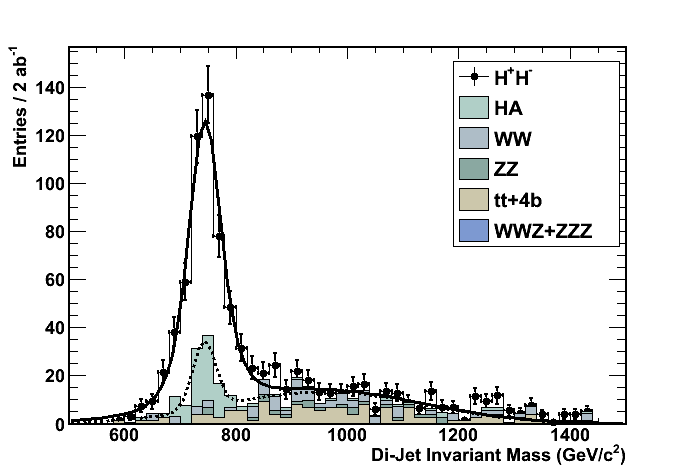 Entries / 2 ab⁻¹
140
120
100
80
60
40
20
0
H⁺H⁻
HA
WW
ZZ
tt+4b
WWZ+ZZZ
600 800 1000 1200 1400
Di-Jet Invariant Mass (GeV/c²)